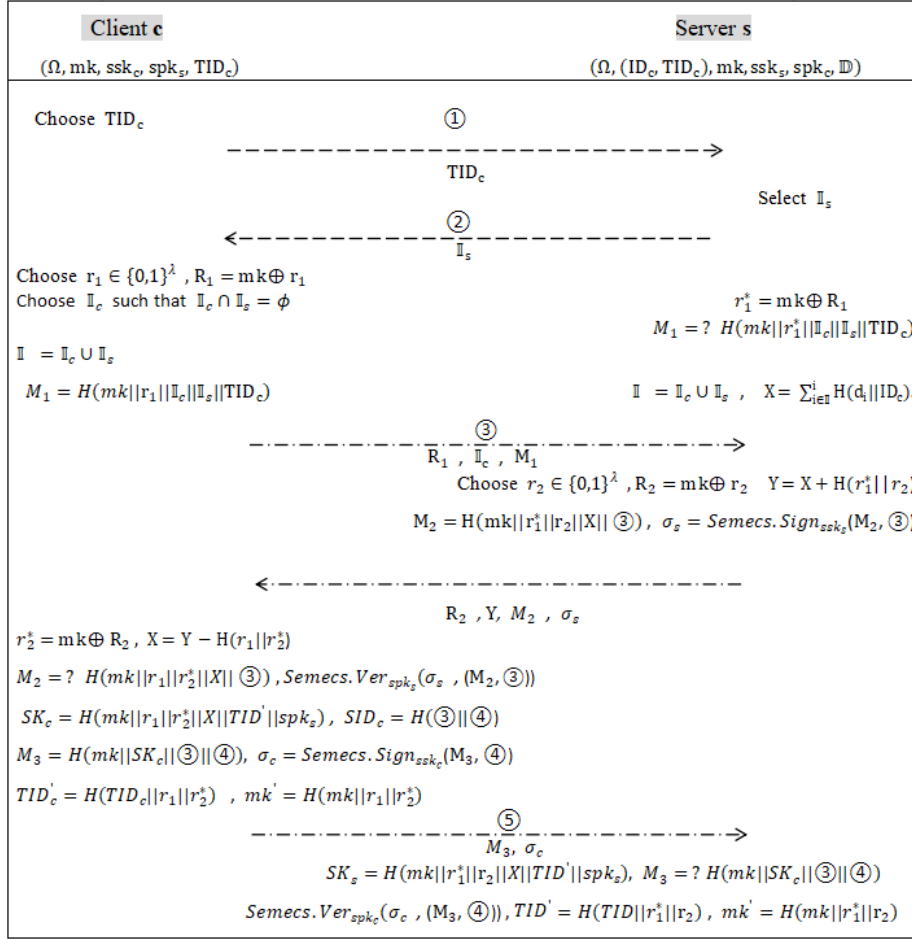 Client c Server s
(Ω, mk, ssk_c, spk_s, TID_c) (Ω, (ID_c, TID_c), mk, ssk_s, spk_c, 𝔻)
Choose TID_c ①
TID_c
Select 𝕀_s
②
𝕀_s
Choose r_1 ∈ {0,1}^λ , R_1 = mk⊕ r_1
Choose 𝕀_c such that 𝕀_c ∩ 𝕀_s = ϕ
r_1^* = mk⊕ R_1
M_1 = ? H(mk||r_1^*||𝕀_c||𝕀_s||TID_c)
𝕀 = 𝕀_c ∪ 𝕀_s
M_1 = H(mk||r_1||𝕀_c||𝕀_s||TID_c) 𝕀 = 𝕀_c ∪ 𝕀_s , X= ∑_{i∈𝕀}^i H(d_i||ID_c).
③
R_1 , 𝕀_c , M_1
Choose r_2 ∈ {0,1}^λ , R_2 = mk⊕ r_2 Y= X + H(r_1^*||r_2)
M_2 = H(mk||r_1^*||r_2||X|| ③), σ_s = Semecs.Sign_{ssk_s}(M_2, ③)
R_2 , Y, M_2 , σ_s
r_2^* = mk⊕ R_2 , X = Y − H(r_1||r_2^*)
M_2 = ? H(mk||r_1||r_2^*||X|| ③) , Semecs.Ver_{spk_s}(σ_s , (M_2, ③))
SK_c = H(mk||r_1||r_2^*||X||TID'||spk_s) , SID_c = H(③||④)
M_3 = H(mk||SK_c||③||④), σ_c = Semecs.Sign_{ssk_c}(M_3, ④)
TID_c' = H(TID_c||r_1||r_2^*) , mk' = H(mk||r_1||r_2^*)
⑤
M_3, σ_c
SK_s = H(mk||r_1^*||r_2||X||TID'||spk_s), M_3 = ? H(mk||SK_c||③||④)
Semecs.Ver_{spk_c}(σ_c , (M_3, ④)), TID' = H(TID||r_1^*||r_2) , mk' = H(mk||r_1^*||r_2)